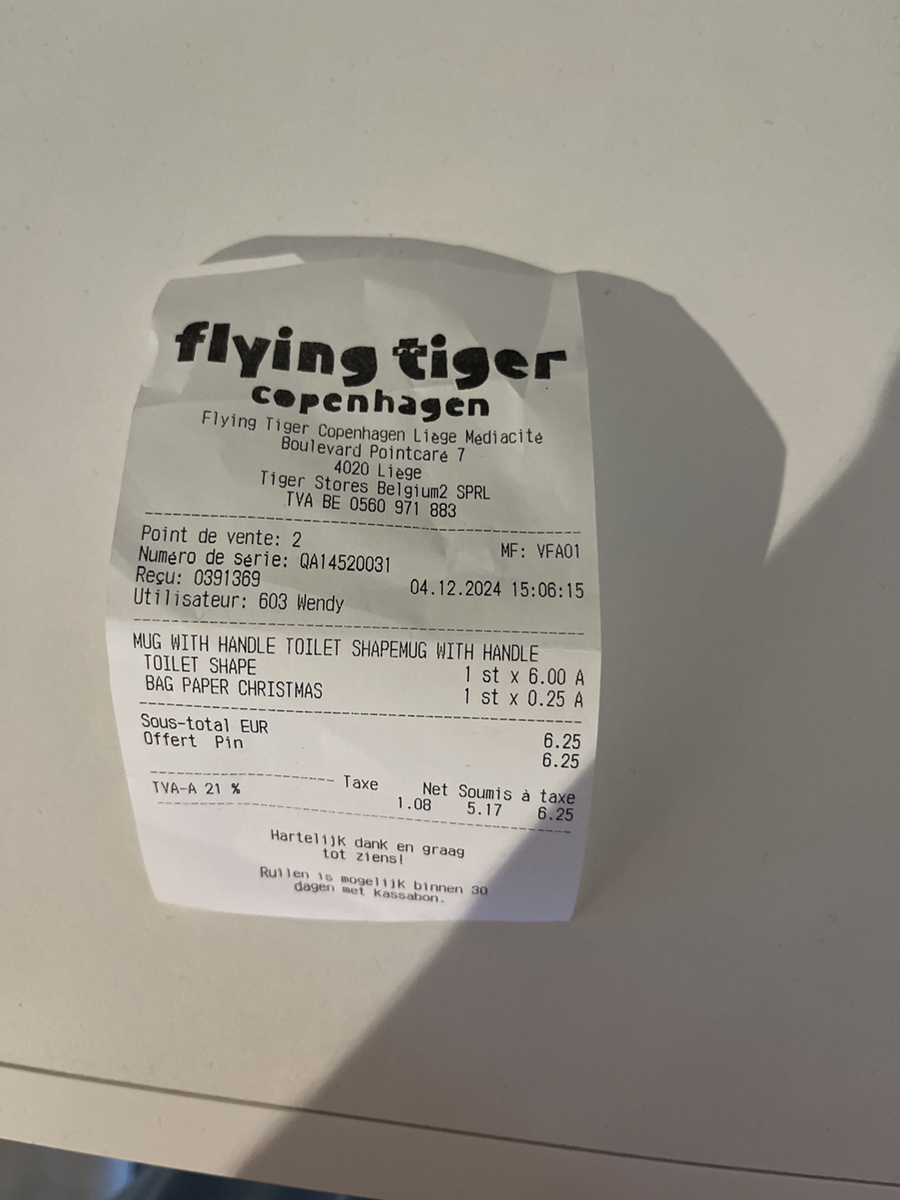 flying tiger
copenhagen
Flying Tiger Copenhagen Liège Médiacité
Boulevard Pointcaré 7
4020 Liège
Tiger Stores Belgium2 SPRL
TVA BE 0560 971 883
Point de vente: 2
MF: VFA01
Numéro de série: QA14520031
Reçu: 0391369
04.12.2024 15:06:15
Utilisateur: 603 Wendy
MUG WITH HANDLE TOILET SHAPEMUG WITH HANDLE
TOILET SHAPE 1 st x 6.00 A
BAG PAPER CHRISTMAS 1 st x 0.25 A
Sous-total EUR 6.25
Offert Pin 6.25
Taxe Net Soumis à taxe
TVA-A 21 % 1.08 5.17 6.25
Hartelijk dank en graag
tot ziens!
Ruilen is mogelijk binnen 30
dagen met kassabon.